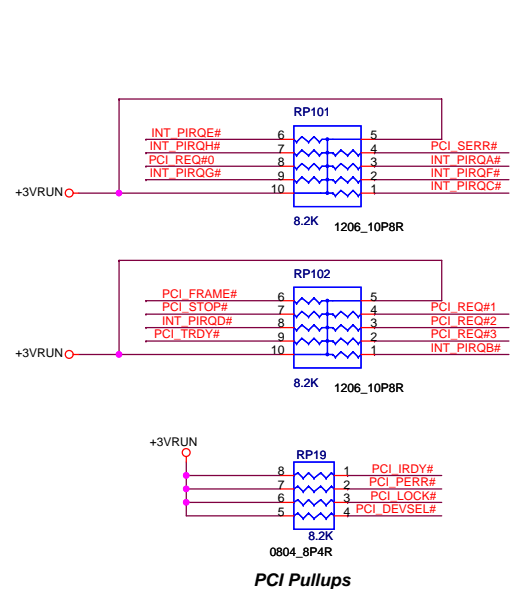 RP101
INT_PIRQE# 6 5
INT_PIRQH# 7 4 PCI_SERR#
PCI_REQ#0 8 3 INT_PIRQA#
INT_PIRQG# 9 2 INT_PIRQF#
+3VRUN 10 1 INT_PIRQC#
8.2K 1206_10P8R
RP102
PCI_FRAME# 6 5
PCI_STOP# 7 4 PCI_REQ#1
INT_PIRQD# 8 3 PCI_REQ#2
PCI_TRDY# 9 2 PCI_REQ#3
+3VRUN 10 1 INT_PIRQB#
8.2K 1206_10P8R
+3VRUN
RP19
8 1 PCI_IRDY#
7 2 PCI_PERR#
6 3 PCI_LOCK#
5 4 PCI_DEVSEL#
8.2K
0804_8P4R
PCI Pullups